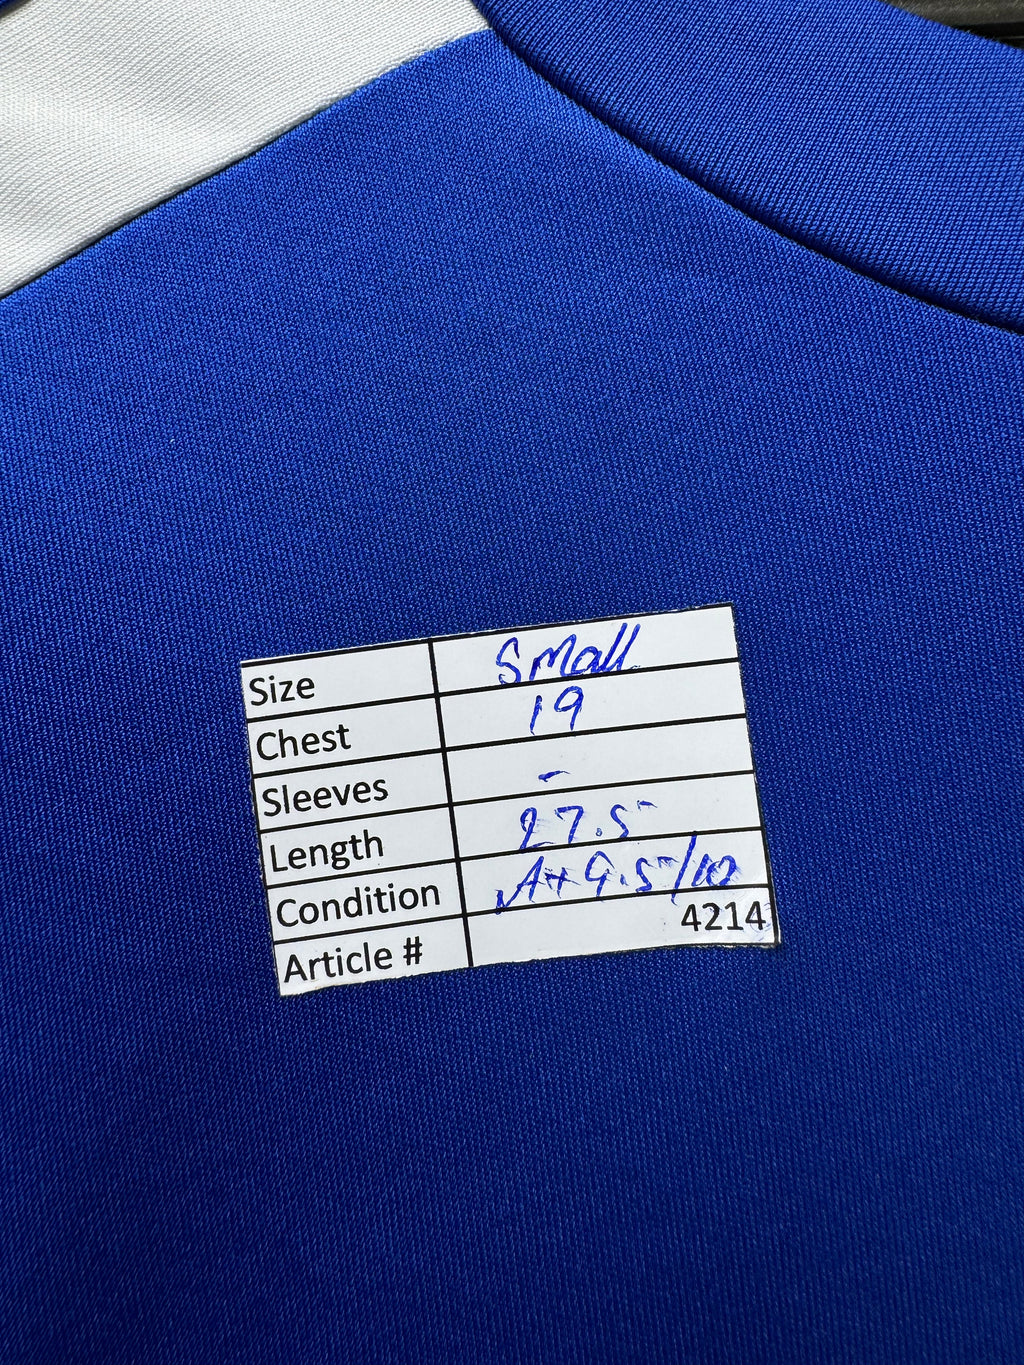 Size Small
Chest 19
Sleeves -
Length 27.5
Condition A+ 9.5/10
Article # 4214